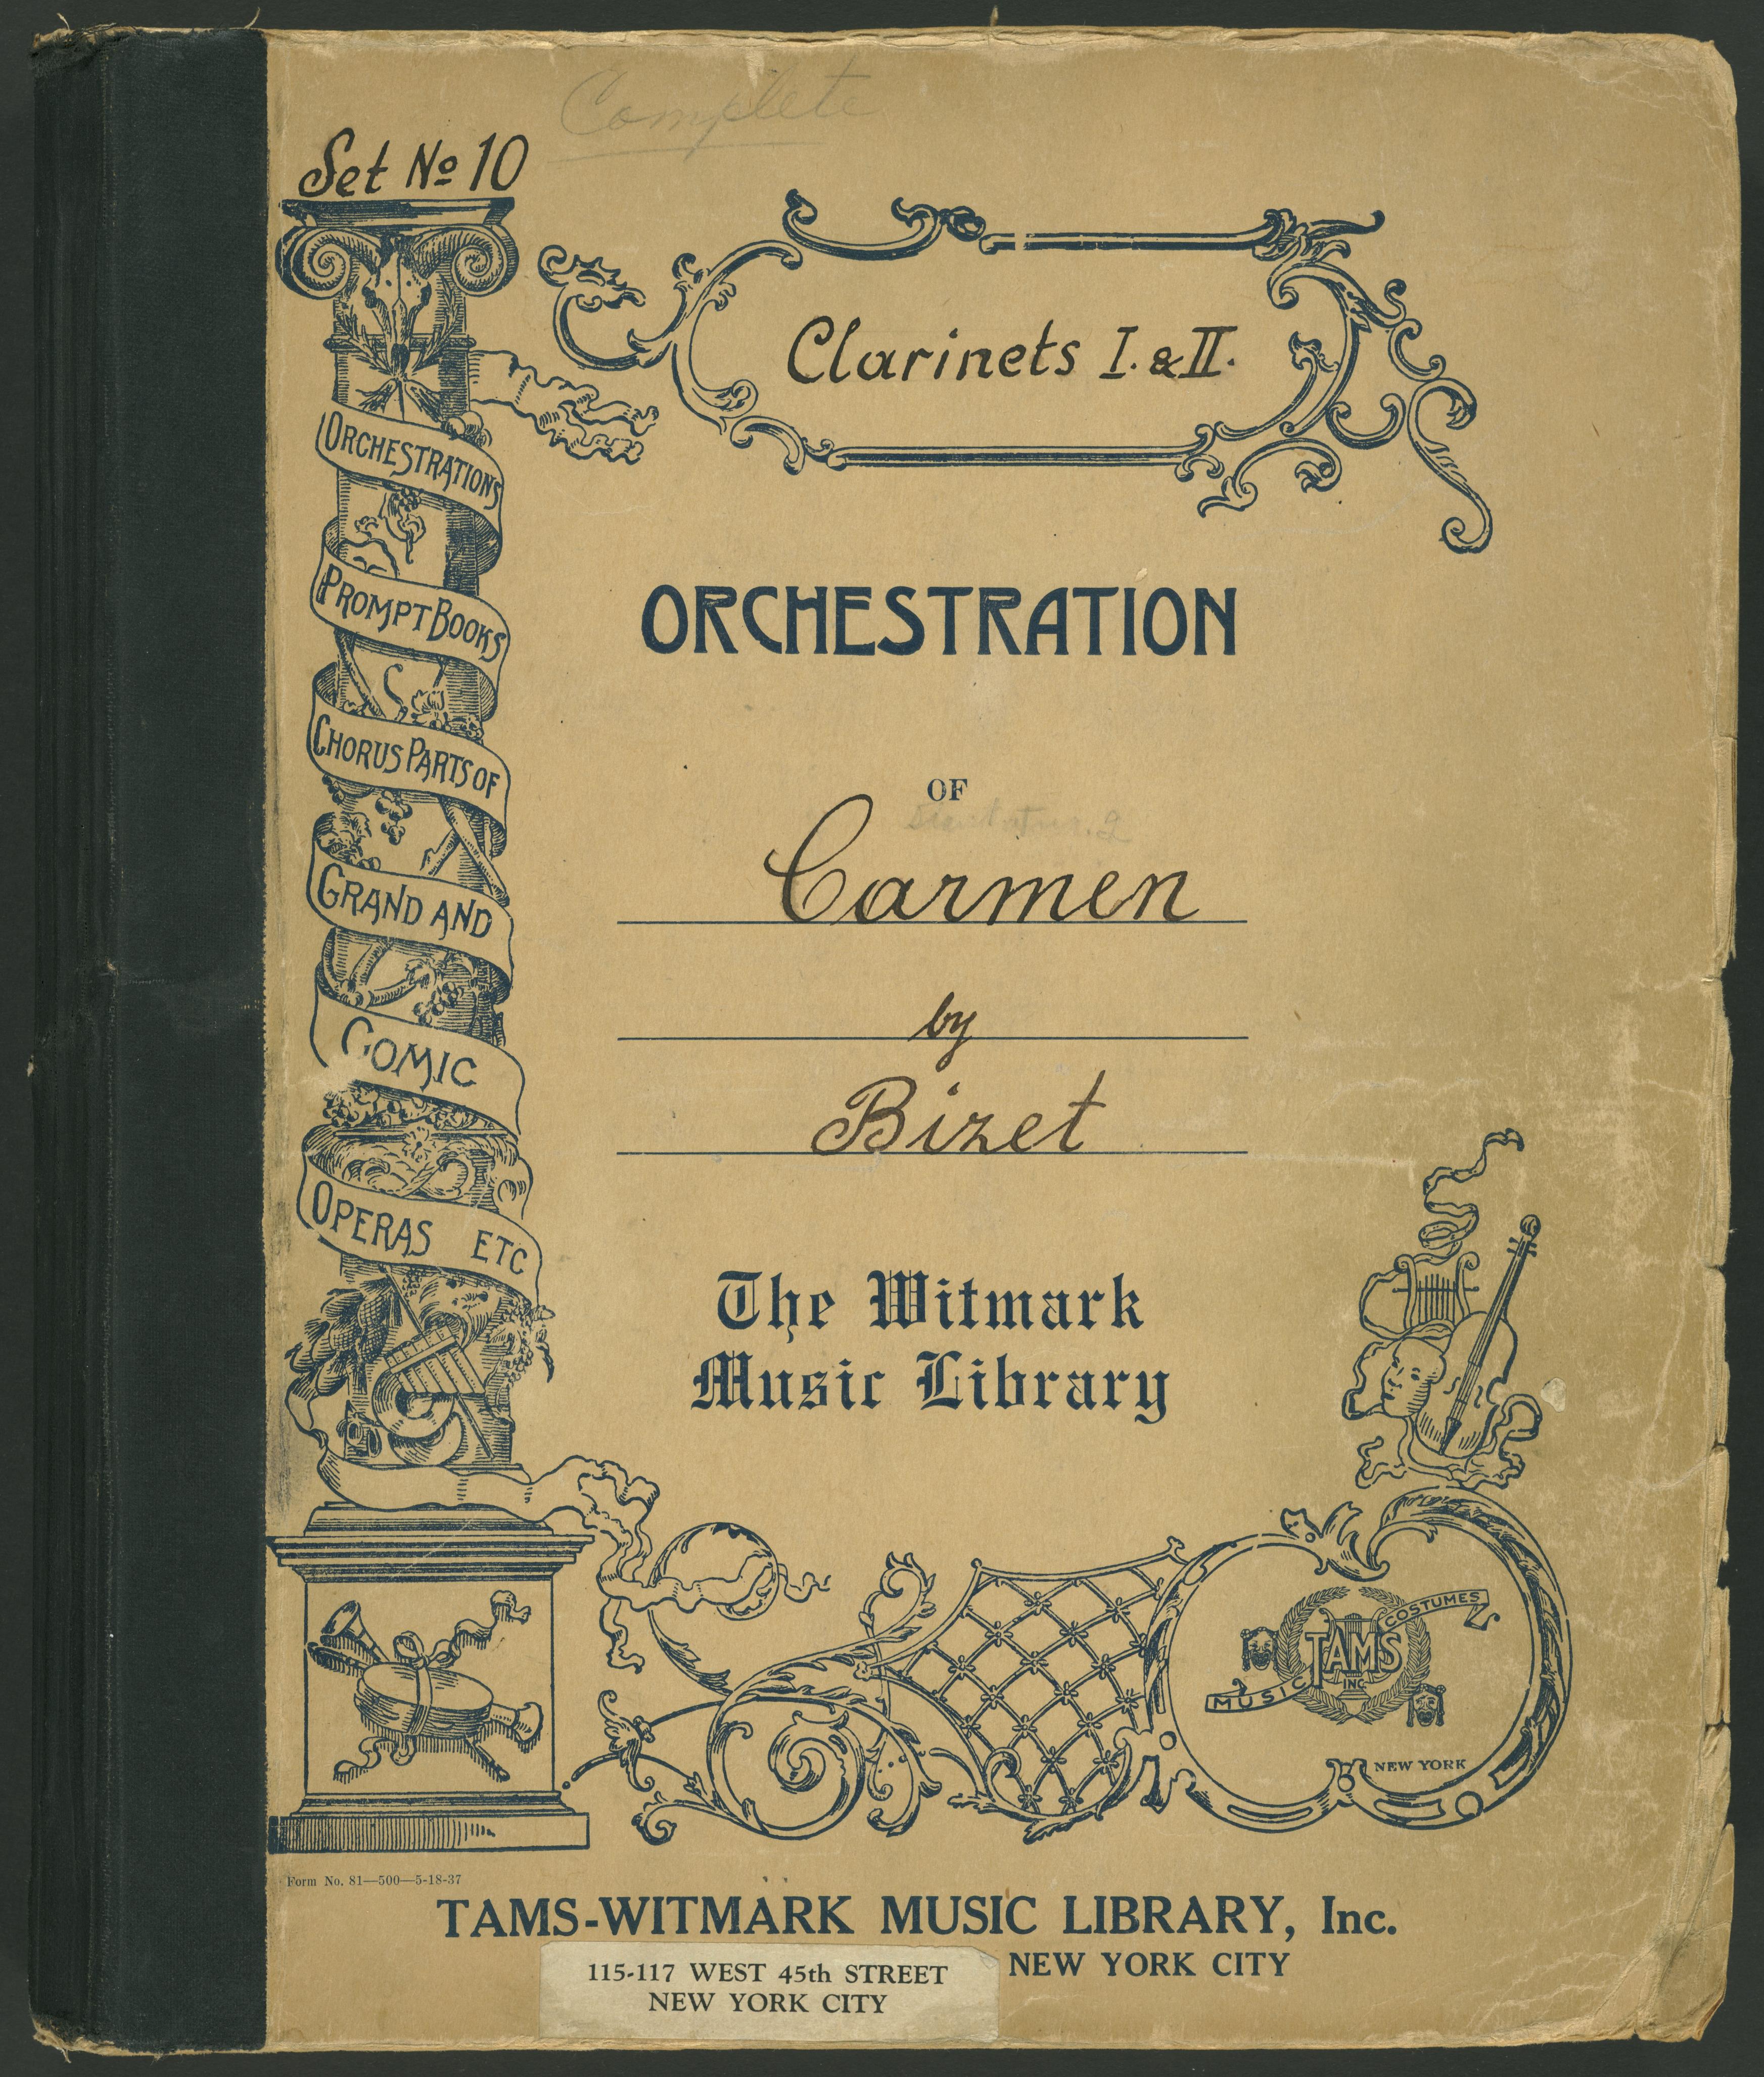 Complete
Set No 10
Clarinets I. & II.
ORCHESTRATIONS
PROMPT BOOKS
CHORUS PARTS OF
GRAND AND
COMIC
OPERAS ETC
ORCHESTRATION
OF
Carmen
by
Bizet
The Witmark
Music Library
COSTUMES
TAMS
INC
MUSIC
NEW YORK
Form No. 81—500—5-18-37
TAMS-WITMARK MUSIC LIBRARY, Inc.
115-117 WEST 45th STREET
NEW YORK CITY
NEW YORK CITY